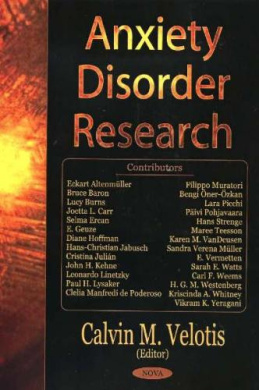 Anxiety
Disorder
Research
Contributors
Eckart Altenmüller
Bruce Baron
Lucy Burns
Joetta L. Carr
Selma Ercan
E. Geuze
Diane Hoffman
Hans-Christian Jabusch
Cristina Julián
John H. Kehne
Leonardo Linetzky
Paul H. Lysaker
Clelia Manfredi de Poderoso
Filippo Muratori
Bengi Öner-Özkan
Lara Picchi
Päivi Pohjavaara
Hans Strenge
Maree Teesson
Karen M. VanDeusen
Sandra Verena Müller
E. Vermetten
Sarah E. Watts
Carl F. Weems
H. G. M. Westenberg
Kriscinda A. Whitney
Vikram K. Yeragani
Calvin M. Velotis
(Editor)
NOVA